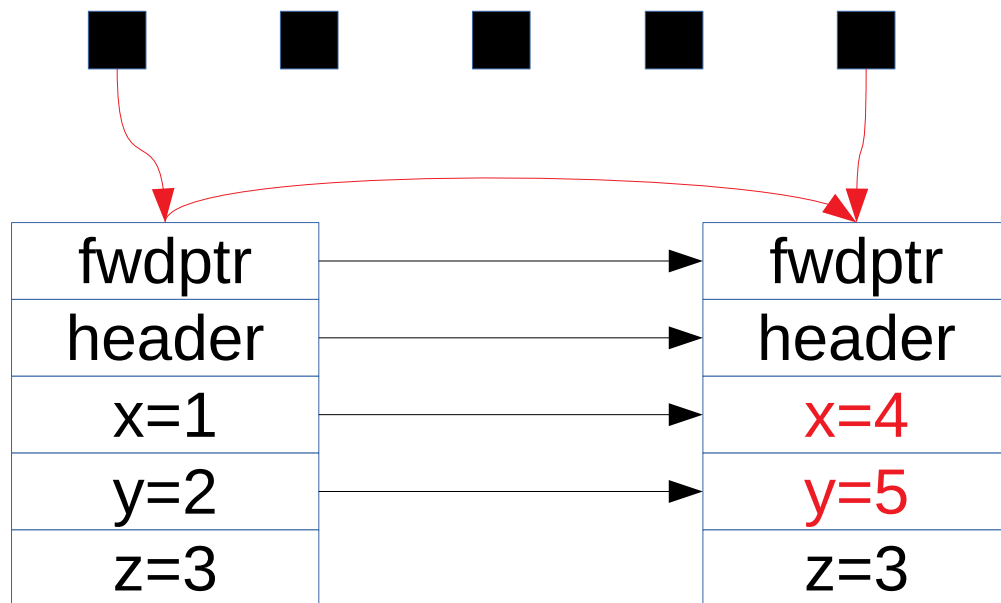 fwdptr fwdptr
header header
x=1 x=4
y=2 y=5
z=3 z=3